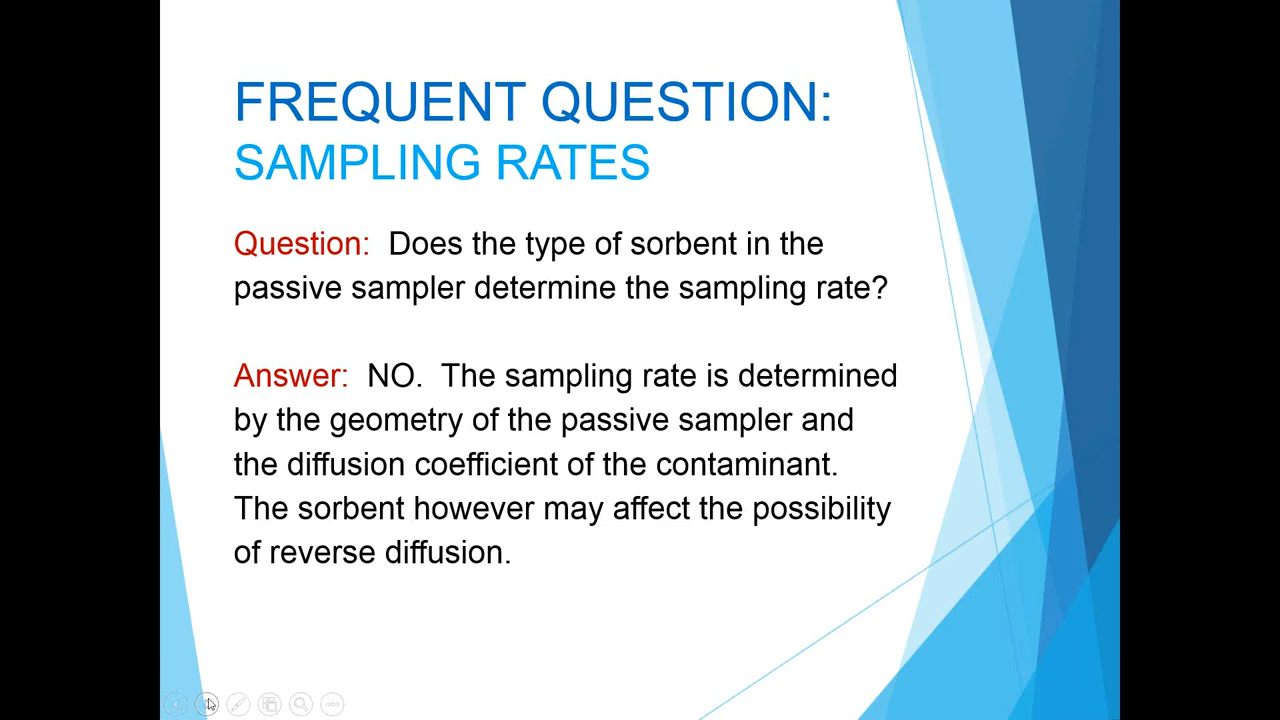 FREQUENT QUESTION:
SAMPLING RATES
Question:  Does the type of sorbent in the
passive sampler determine the sampling rate?
Answer:  NO.  The sampling rate is determined
by the geometry of the passive sampler and
the diffusion coefficient of the contaminant.
The sorbent however may affect the possibility
of reverse diffusion.